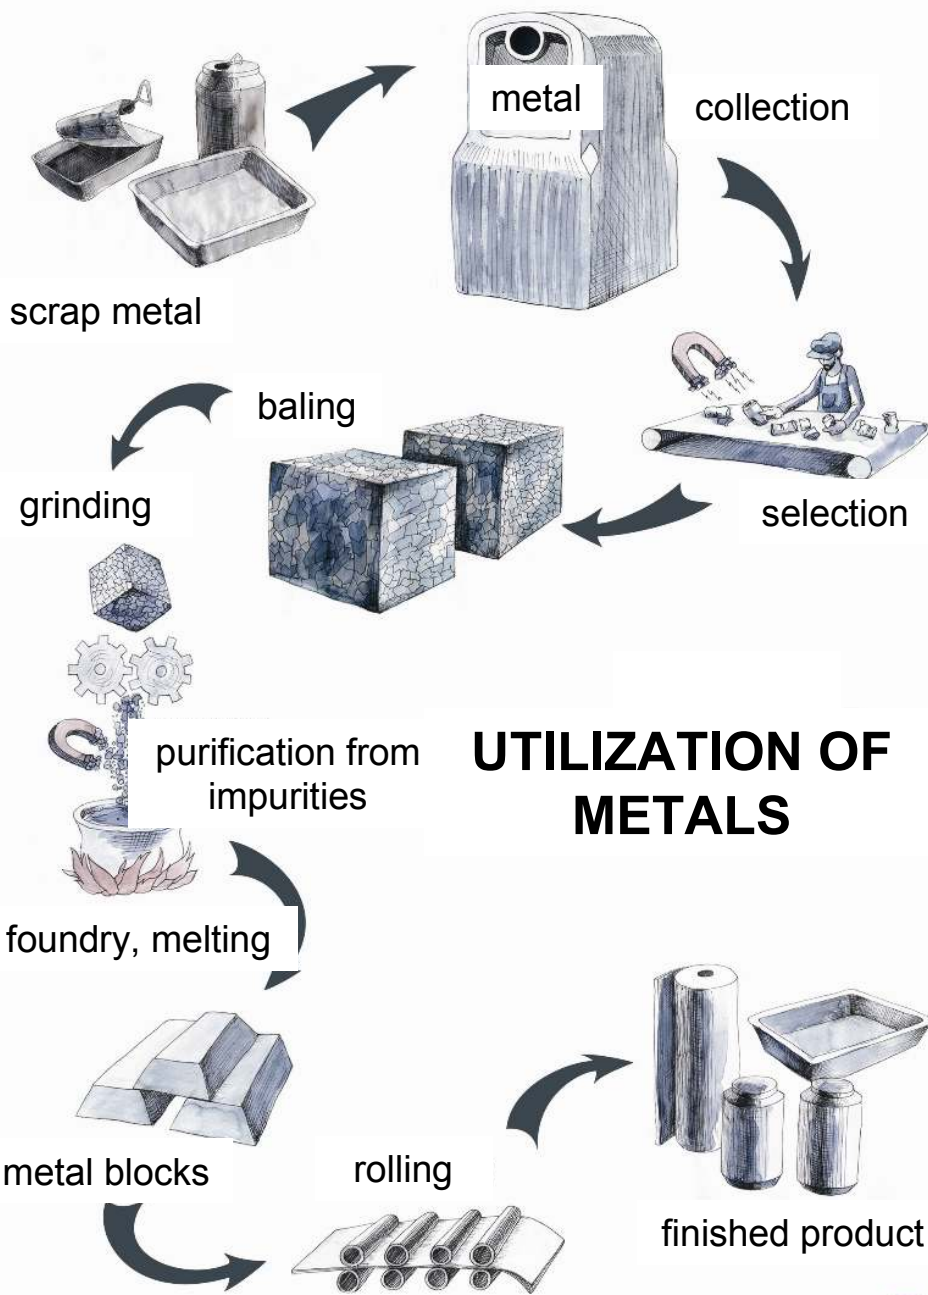 metal
collection
scrap metal
baling
grinding
selection
purification from
impurities
UTILIZATION OF
METALS
foundry, melting
metal blocks
rolling
finished product